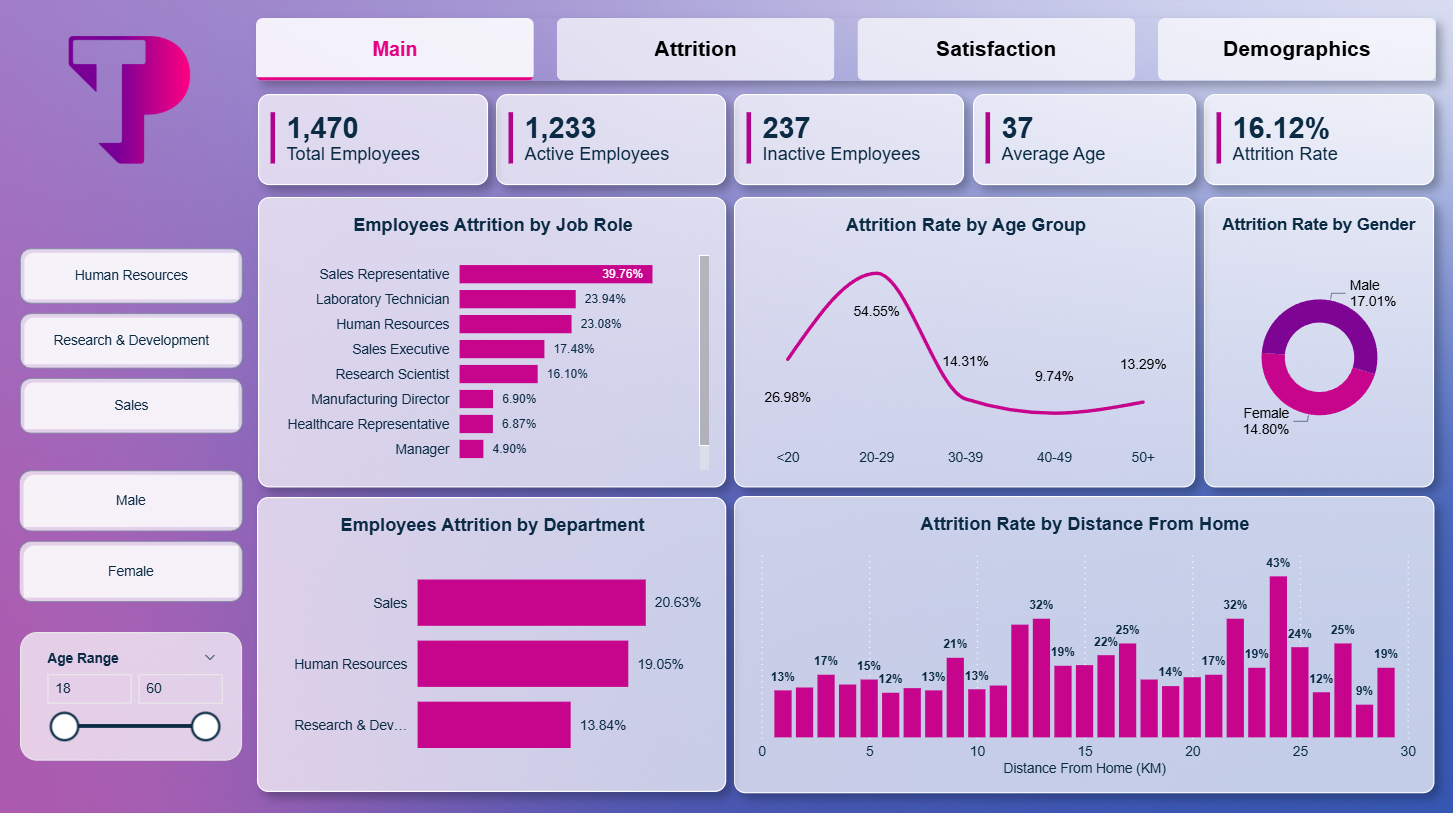 TP
Main
Attrition
Satisfaction
Demographics
1,470
Total Employees
1,233
Active Employees
237
Inactive Employees
37
Average Age
16.12%
Attrition Rate
Human Resources
Research & Development
Sales
Male
Female
Age Range
18
60
Employees Attrition by Job Role
Sales Representative 39.76%
Laboratory Technician 23.94%
Human Resources 23.08%
Sales Executive 17.48%
Research Scientist 16.10%
Manufacturing Director 6.90%
Healthcare Representative 6.87%
Manager 4.90%
Attrition Rate by Age Group
26.98%
54.55%
14.31%
9.74%
13.29%
<20 20-29 30-39 40-49 50+
Attrition Rate by Gender
Male
17.01%
Female
14.80%
Employees Attrition by Department
Sales 20.63%
Human Resources 19.05%
Research & Dev… 13.84%
Attrition Rate by Distance From Home
13% 17% 15% 12% 13% 21% 13% 32% 19% 22% 25% 14% 17% 32% 19% 43% 24% 12% 25% 9% 19%
0 5 10 15 20 25 30
Distance From Home (KM)